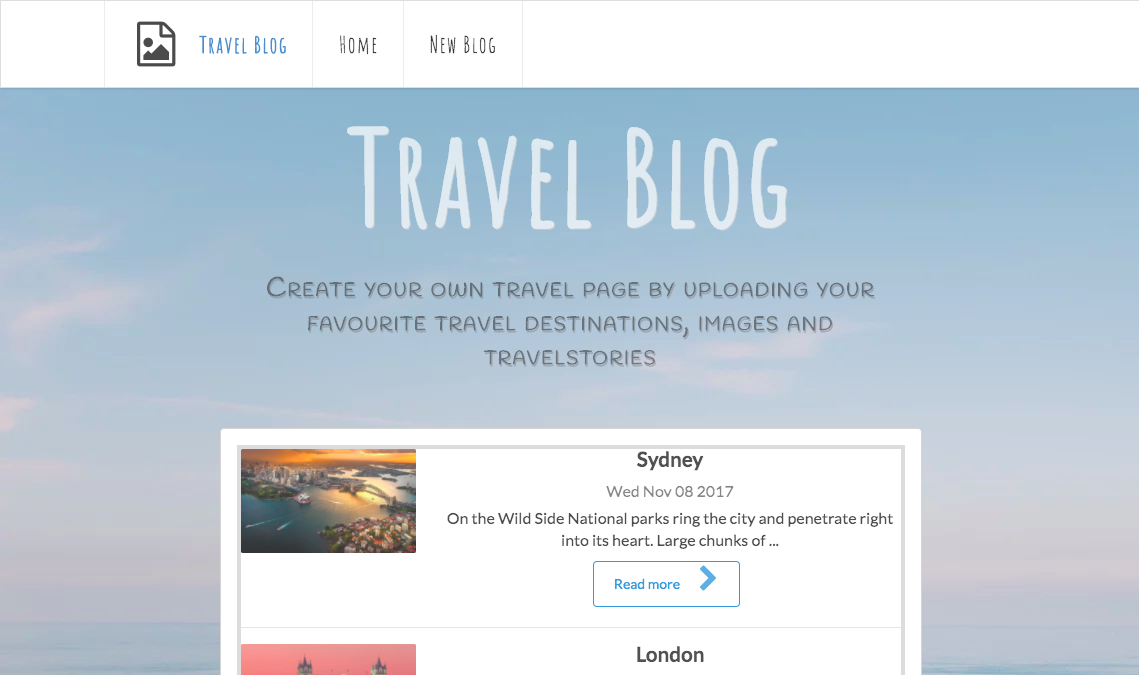 Travel Blog
Home
New Blog
Travel Blog
Create your own travel page by uploading your
favourite travel destinations, images and
travelstories
Sydney
Wed Nov 08 2017
On the Wild Side National parks ring the city and penetrate right
into its heart. Large chunks of ...
Read more
London